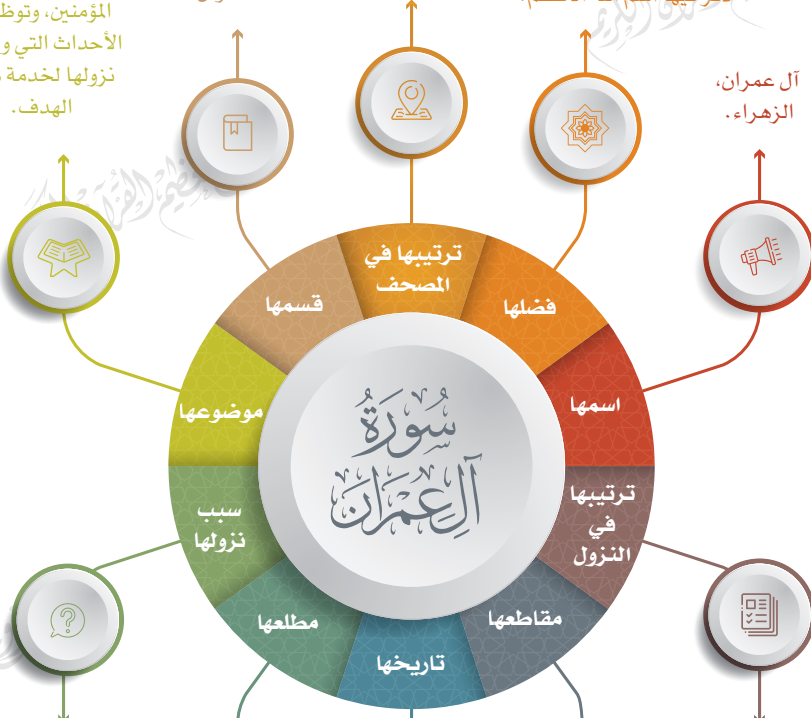 المؤمنين،
الأحداث التي
نزولها لخدمة
الهدف.
آل عمران،
الزهراء.
ترتيبها في
المصحف
فضلها
قسمها
اسمها
موضوعها
سُورَةُ
آلِ عِمْرَانَ
ترتيبها
في
النزول
سبب
نزولها
مقاطعها
مطلعها
تاريخها